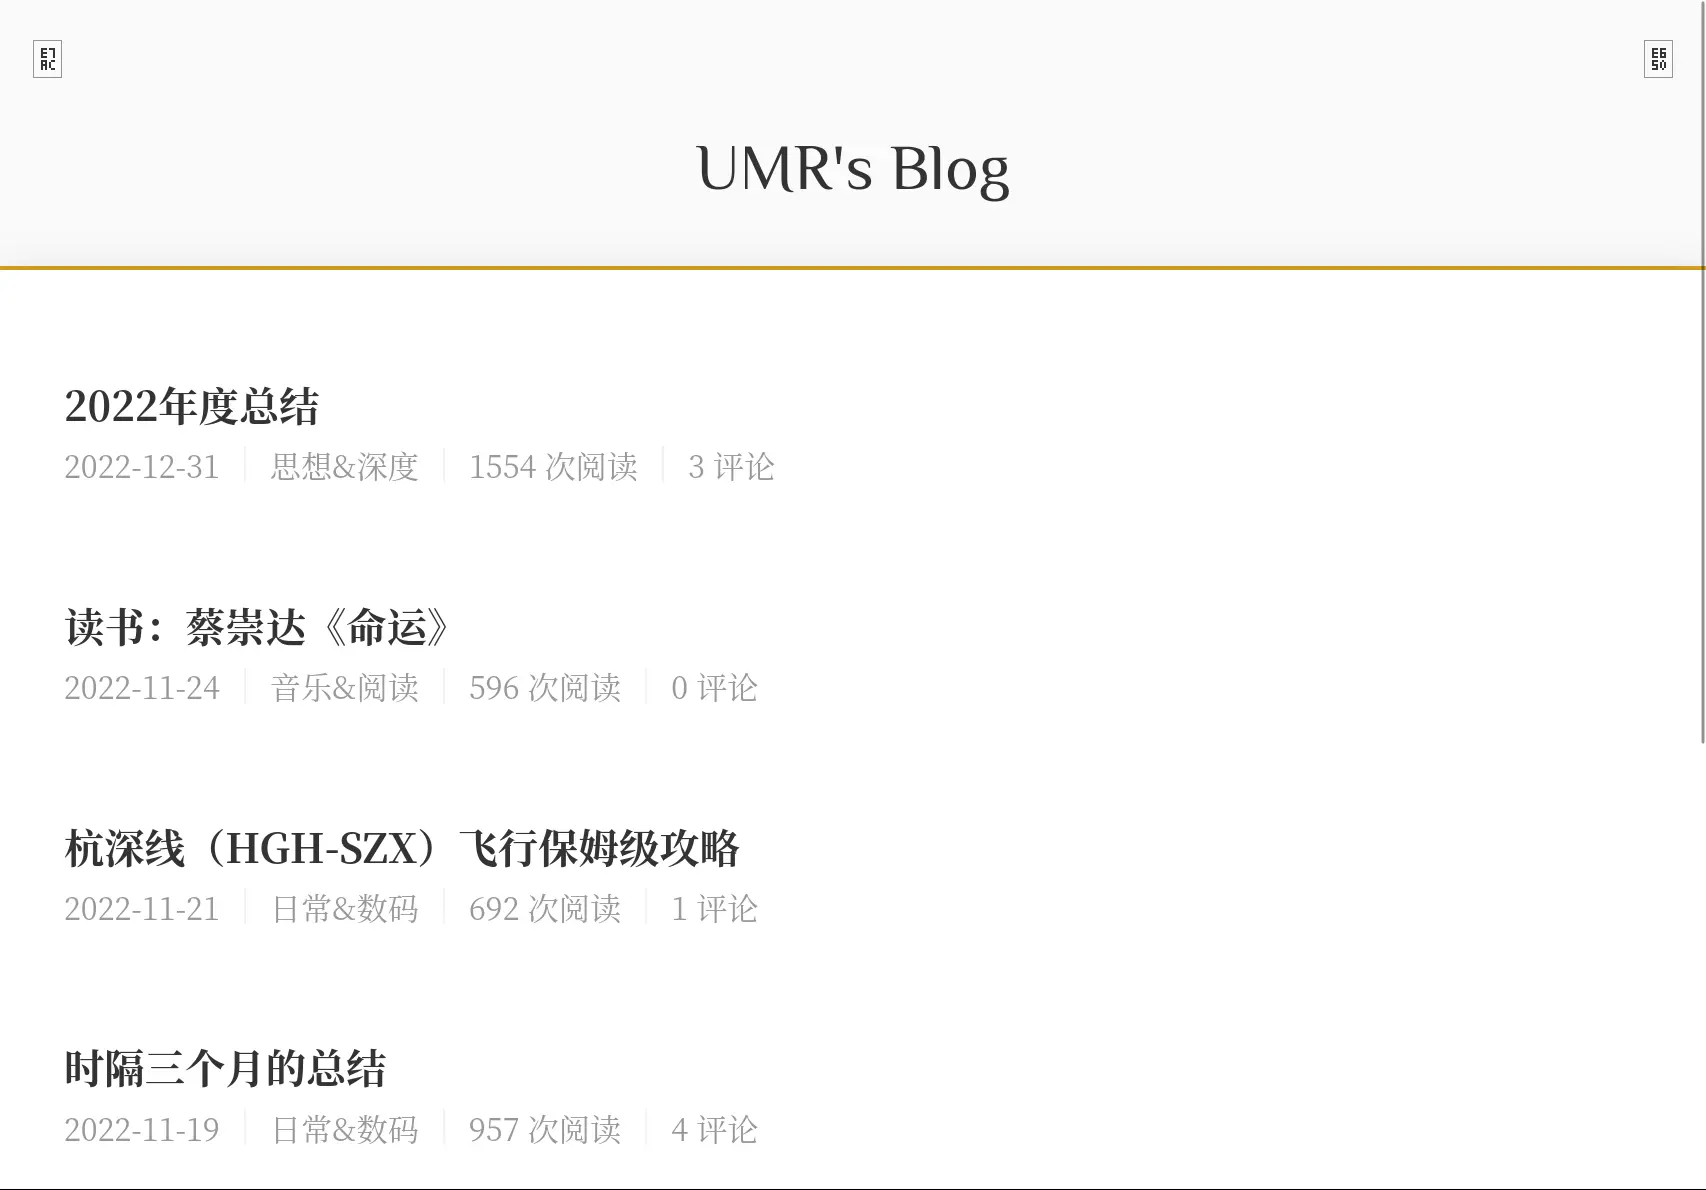 UMR's Blog
2022年度总结
2022-12-31 思想&深度 1554 次阅读 3 评论
读书：蔡崇达《命运》
2022-11-24 音乐&阅读 596 次阅读 0 评论
杭深线（HGH-SZX）飞行保姆级攻略
2022-11-21 日常&数码 692 次阅读 1 评论
时隔三个月的总结
2022-11-19 日常&数码 957 次阅读 4 评论